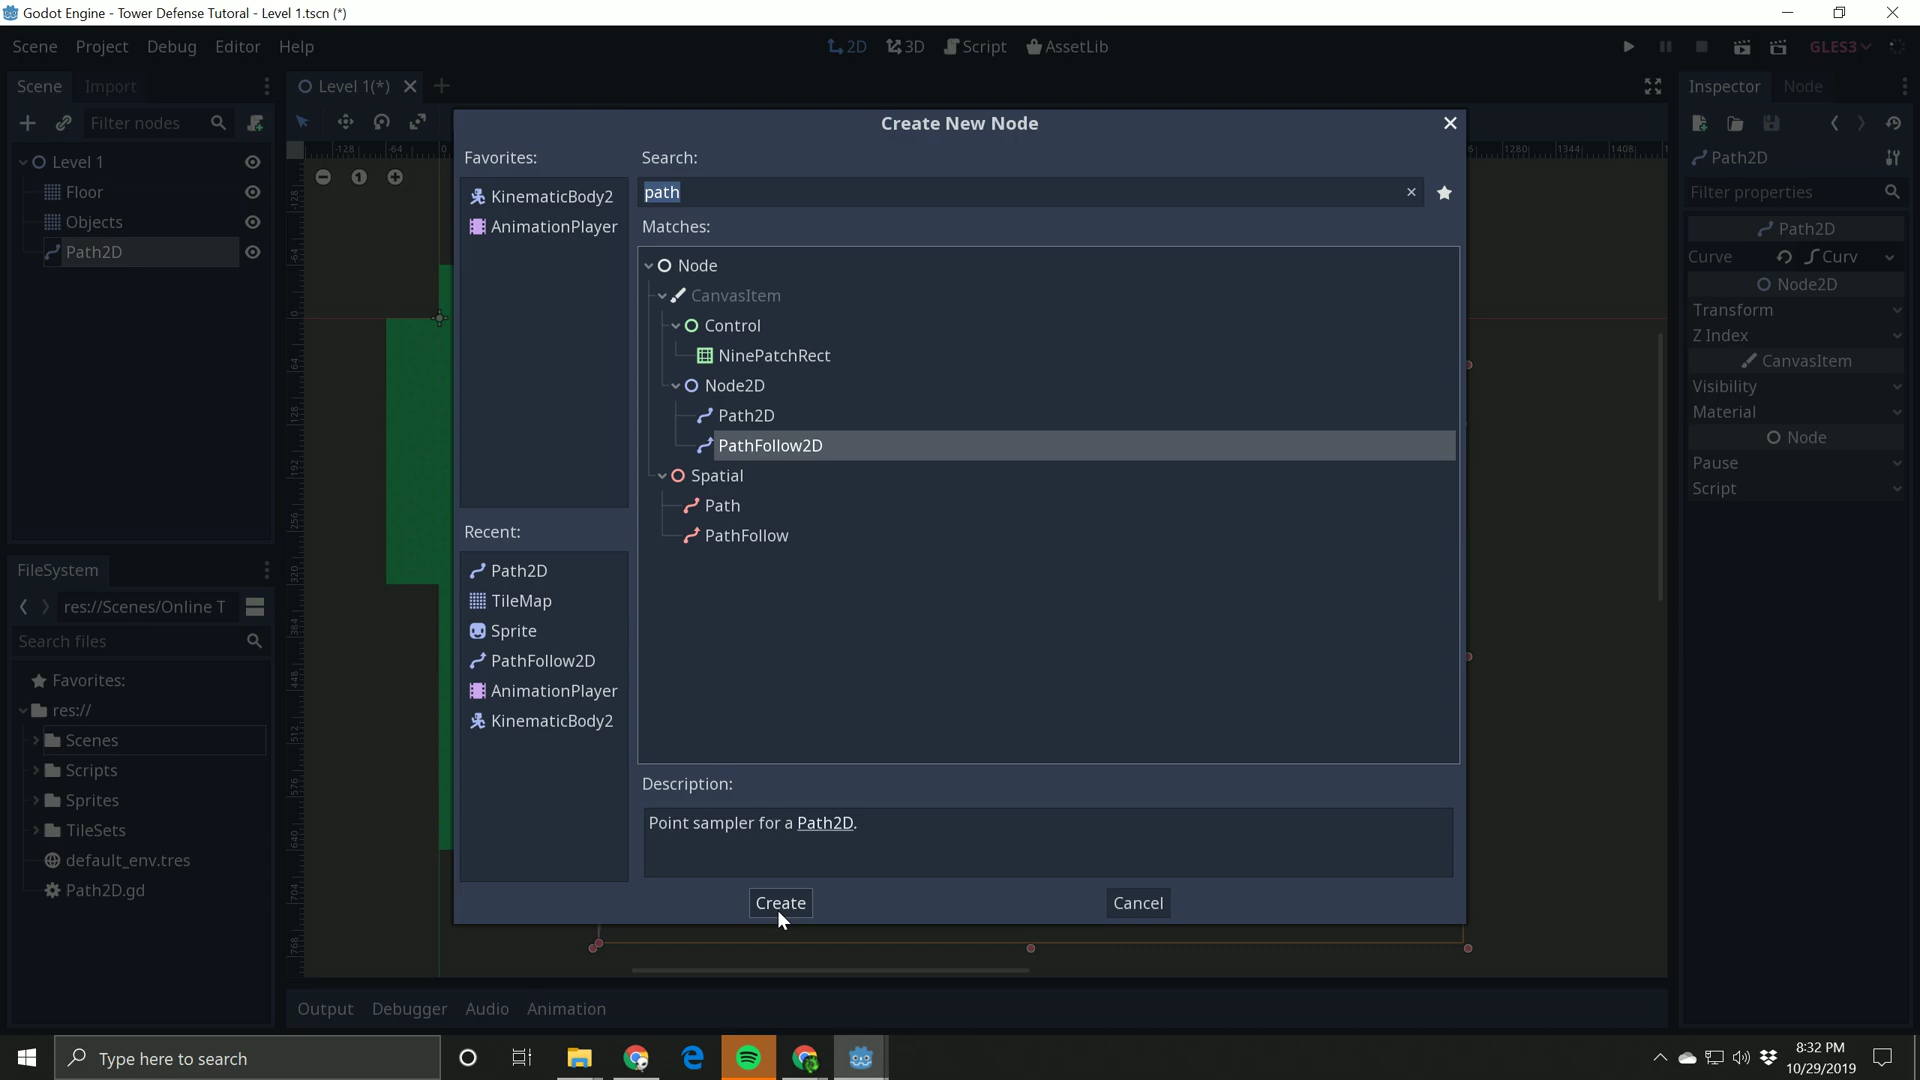 Godot Engine - Tower Defense Tutoral - Level 1.tscn (*)
Scene Project Debug Editor Help
2D 3D Script AssetLib
GLES3
Scene Import
Level 1(*)
Inspector Node
Filter nodes
Level 1
Floor
Objects
Path2D
Create New Node
Favorites:
KinematicBody2
AnimationPlayer
Search:
path
Matches:
Node
CanvasItem
Control
NinePatchRect
Node2D
Path2D
PathFollow2D
Spatial
Path
PathFollow
Recent:
Path2D
TileMap
Sprite
PathFollow2D
AnimationPlayer
KinematicBody2
Description:
Point sampler for a Path2D.
Create Cancel
Path2D
Filter properties
Path2D
Curve Curv
Node2D
Transform
Z Index
CanvasItem
Visibility
Material
Node
Pause
Script
FileSystem
res://Scenes/Online T
Search files
Favorites:
res://
Scenes
Scripts
Sprites
TileSets
default_env.tres
Path2D.gd
Output Debugger Audio Animation
Type here to search
8:32 PM
10/29/2019